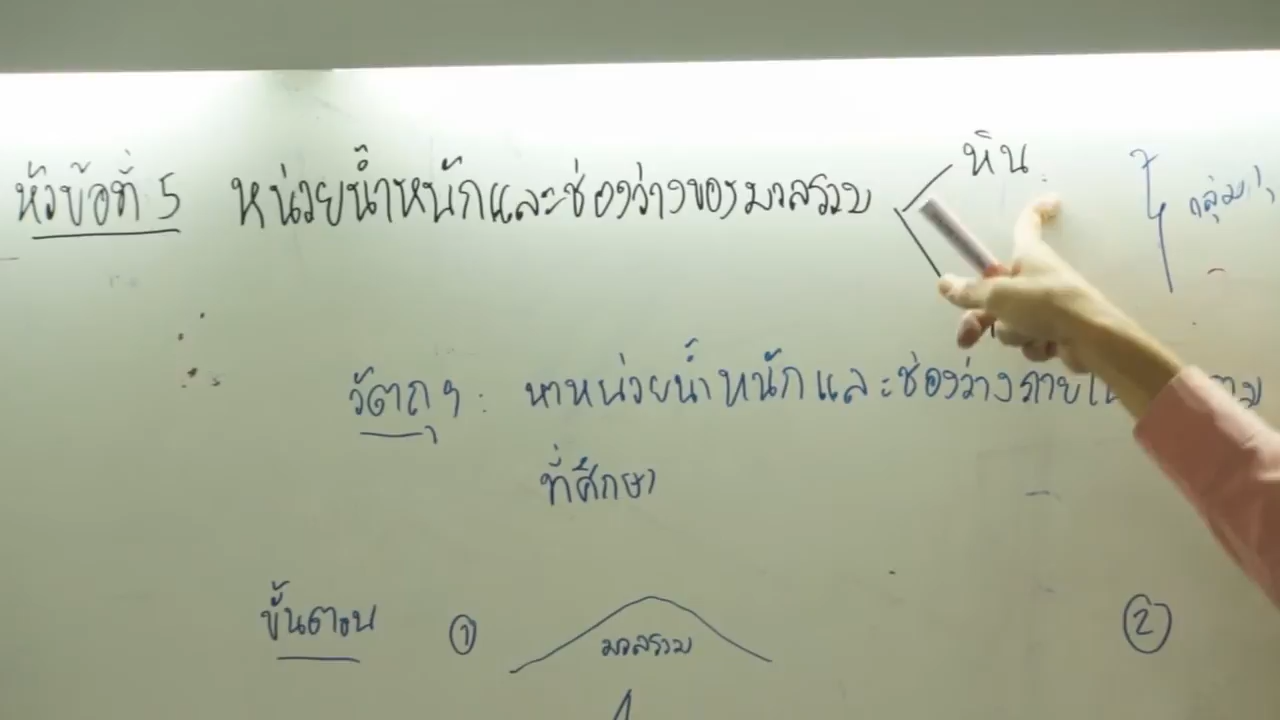 หัวข้อที่ 5 หน่วยน้ำหนักและช่องว่างของมวลรวม
หิน
วัตถุฯ : หาหน่วยน้ำหนักและช่องว่างภายใน
ที่ศึกษา
ขั้นตอน ① มวลรวม ②